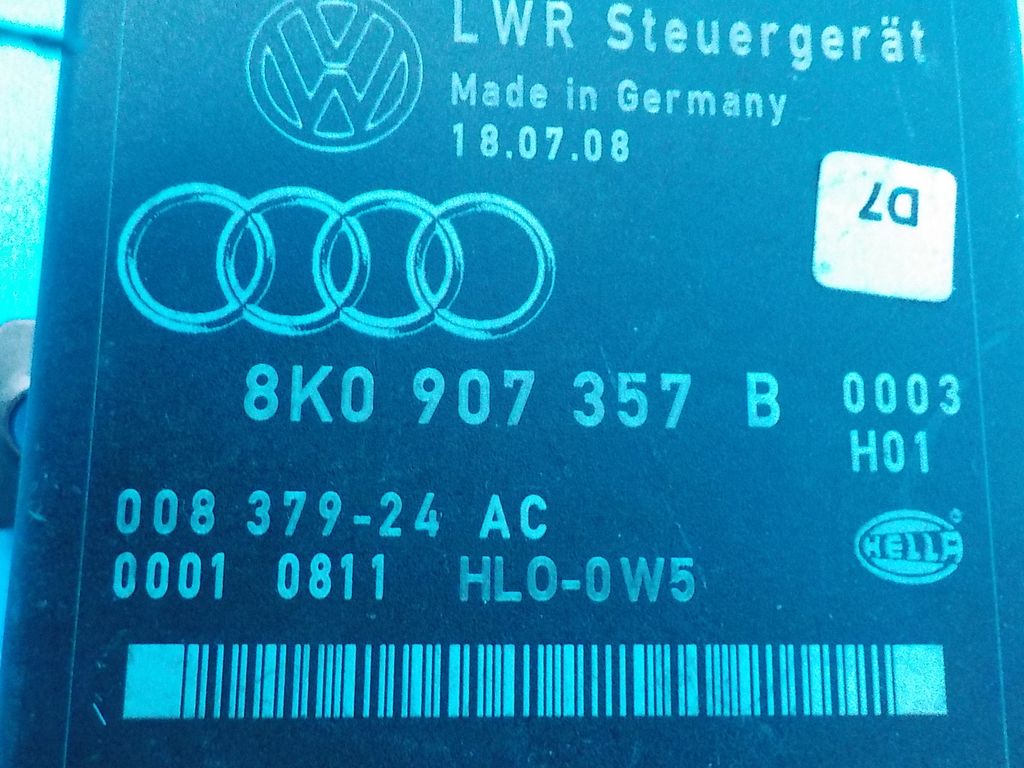 LWR Steuergerät
Made in Germany
18.07.08
D7
8K0 907 357 B 0003
H01
008 379-24 AC
0001 0811 HLO-0W5
HELLA